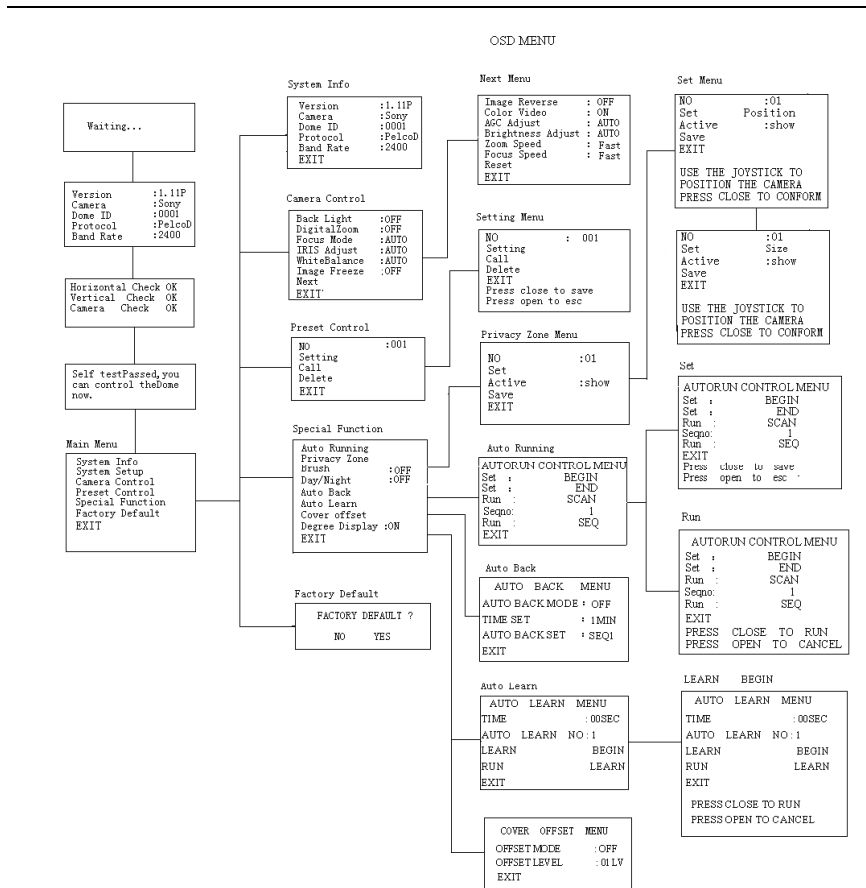 OSD MENU
Waiting...
Version :1.11P
Camera :Sony
Dome ID :0001
Protocol :PelcoD
Band Rate :2400
Horizontal Check OK
Vertical Check OK
Camera Check OK
Self testPassed,you
can control theDome
now.
Main Menu
System Info
System Setup
Camera Control
Preset Control
Special Function
Factory Default
EXIT
System Info
Version :1.11P
Camera :Sony
Dome ID :0001
Protocol :PelcoD
Band Rate :2400
EXIT
Camera Control
Back Light :OFF
DigitalZoom :OFF
Focus Mode :AUTO
IRIS Adjust :AUTO
WhiteBalance :AUTO
Image Freeze :OFF
Next
EXIT'
Preset Control
NO :001
Setting
Call
Delete
EXIT
Special Function
Auto Running
Privacy Zone
Brush :OFF
Day/Night :OFF
Auto Back
Auto Learn
Cover offset
Degree Display :ON
EXIT
Factory Default
FACTORY DEFAULT ?
NO YES
Next Menu
Image Reverse : OFF
Color Video : ON
AGC Adjust : AUTO
Brightness Adjust : AUTO
Zoom Speed : Fast
Focus Speed : Fast
Reset
EXIT
Setting Menu
NO : 001
Setting
Call
Delete
EXIT
Press close to save
Press open to esc
Privacy Zone Menu
NO :01
Set
Active :show
Save
EXIT
Auto Running
AUTORUN CONTROL MENU
Set : BEGIN
Set : END
Run : SCAN
Seqno: 1
Run : SEQ
EXIT
Auto Back
AUTO BACK MENU
AUTO BACK MODE : OFF
TIME SET : 1MIN
AUTO BACK SET : SEQ1
EXIT
Auto Learn
AUTO LEARN MENU
TIME :00SEC
AUTO LEARN NO:1
LEARN BEGIN
RUN LEARN
EXIT
COVER OFFSET MENU
OFFSET MODE :OFF
OFFSET LEVEL :01LV
EXIT
Set Menu
NO :01
Set Position
Active :show
Save
EXIT
USE THE JOYSTICK TO
POSITION THE CAMERA
PRESS CLOSE TO CONFORM
NO :01
Set Size
Active :show
Save
EXIT
USE THE JOYSTICK TO
POSITION THE CAMERA
PRESS CLOSE TO CONFORM
Set
AUTORUN CONTROL MENU
Set : BEGIN
Set : END
Run : SCAN
Seqno: 1
Run : SEQ
EXIT
Press close to save
Press open to esc
Run
AUTORUN CONTROL MENU
Set : BEGIN
Set : END
Run : SCAN
Seqno: 1
Run : SEQ
EXIT
PRESS CLOSE TO RUN
PRESS OPEN TO CANCEL
LEARN BEGIN
AUTO LEARN MENU
TIME :00SEC
AUTO LEARN NO:1
LEARN BEGIN
RUN LEARN
EXIT
PRESS CLOSE TO RUN
PRESS OPEN TO CANCEL